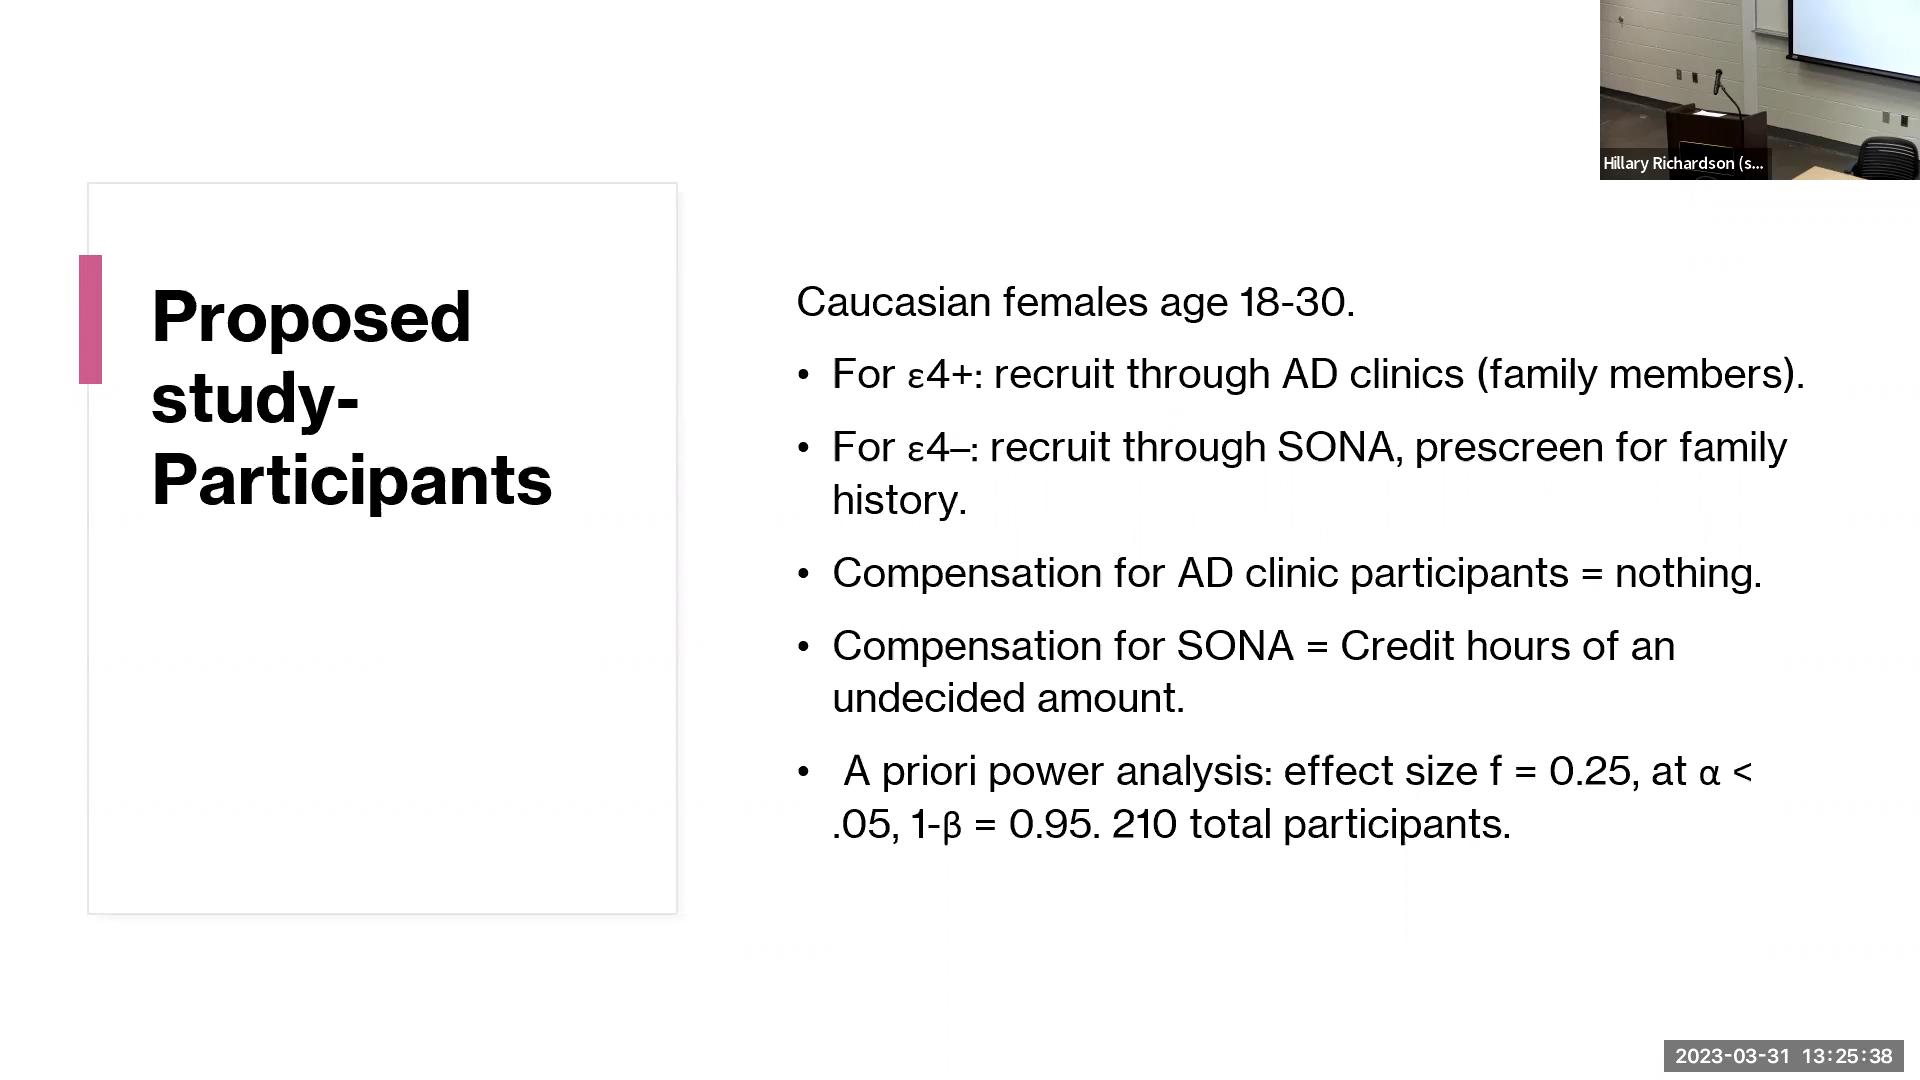 Hillary Richardson (s...
Proposed
study-
Participants
Caucasian females age 18-30.
• For ε4+: recruit through AD clinics (family members).
• For ε4–: recruit through SONA, prescreen for family
history.
• Compensation for AD clinic participants = nothing.
• Compensation for SONA = Credit hours of an
undecided amount.
• A priori power analysis: effect size f = 0.25, at α <
.05, 1-β = 0.95. 210 total participants.
2023-03-31 13:25:38